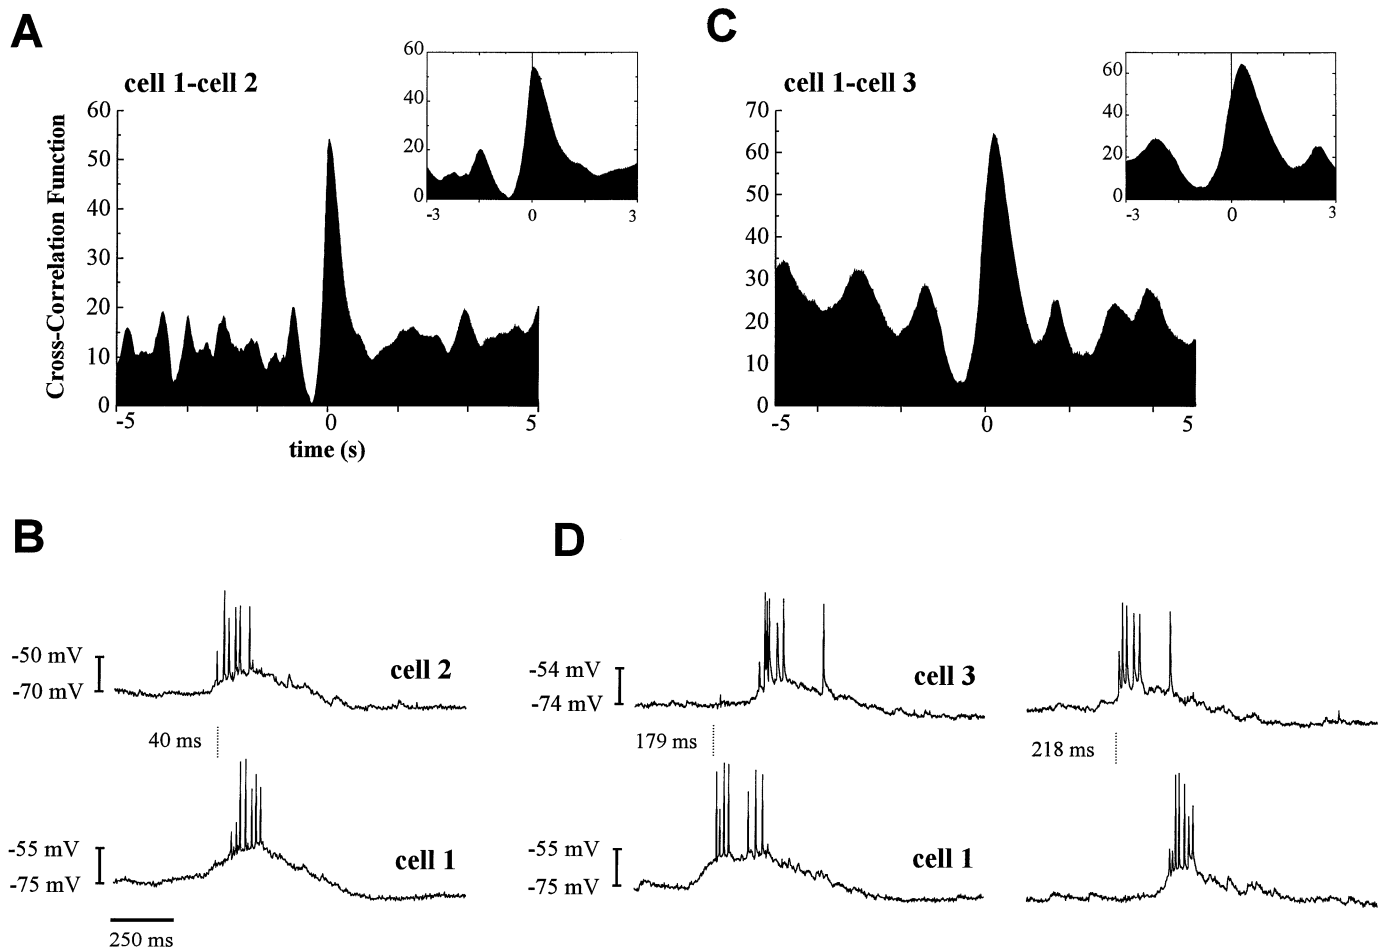 A
cell 1-cell 2
Cross-Correlation Function
60
50
40
30
20
10
0
-5
0
5
time (s)
60
40
20
0
-3
0
3
C
cell 1-cell 3
70
60
50
40
30
20
10
0
-5
0
5
60
40
20
0
-3
0
3
B
-50 mV
-70 mV
cell 2
40 ms
-55 mV
-75 mV
cell 1
250 ms
D
-54 mV
-74 mV
cell 3
179 ms
218 ms
-55 mV
-75 mV
cell 1